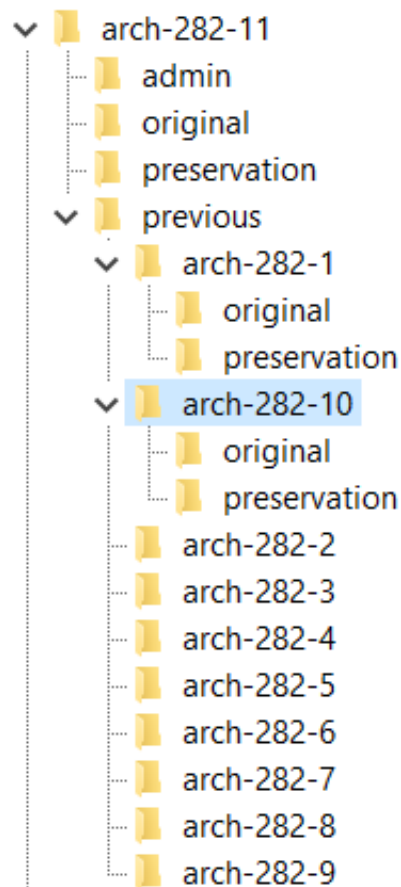 arch-282-11
admin
original
preservation
previous
arch-282-1
original
preservation
arch-282-10
original
preservation
arch-282-2
arch-282-3
arch-282-4
arch-282-5
arch-282-6
arch-282-7
arch-282-8
arch-282-9